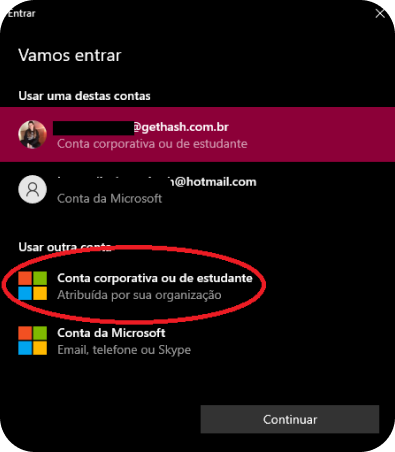 Entrar
Vamos entrar
Usar uma destas contas
@gethash.com.br
Conta corporativa ou de estudante
@hotmail.com
Conta da Microsoft
Usar outra conta
Conta corporativa ou de estudante
Atribuída por sua organização
Conta da Microsoft
Email, telefone ou Skype
Continuar